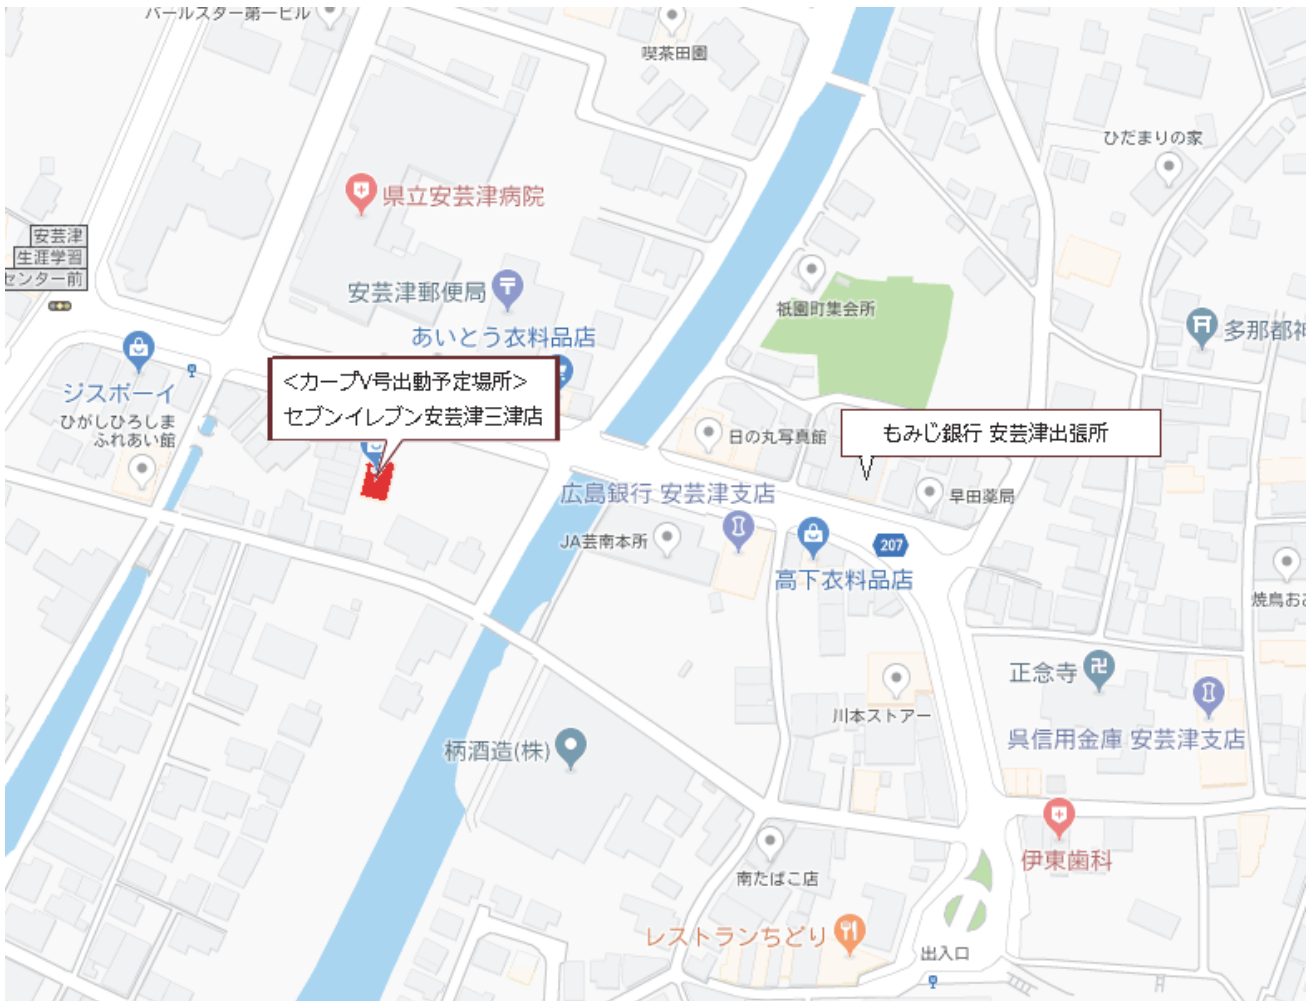 パールスター第一ビル
喫茶田園
ひだまりの家
県立安芸津病院
安芸津
生涯学習
センター前
安芸津郵便局
祇園町集会所
あいとう衣料品店
多那都神
ジスボーイ
<カープV号出動予定場所>
セブンイレブン安芸津三津店
ひがしひろしま
ふれあい館
日の丸写真館
もみじ銀行 安芸津出張所
広島銀行 安芸津支店
早田薬局
JA芸南本所
207
高下衣料品店
焼鳥お
正念寺
川本ストアー
呉信用金庫 安芸津支店
柄酒造(株)
伊東歯科
南たばこ店
レストランちどり
出入口